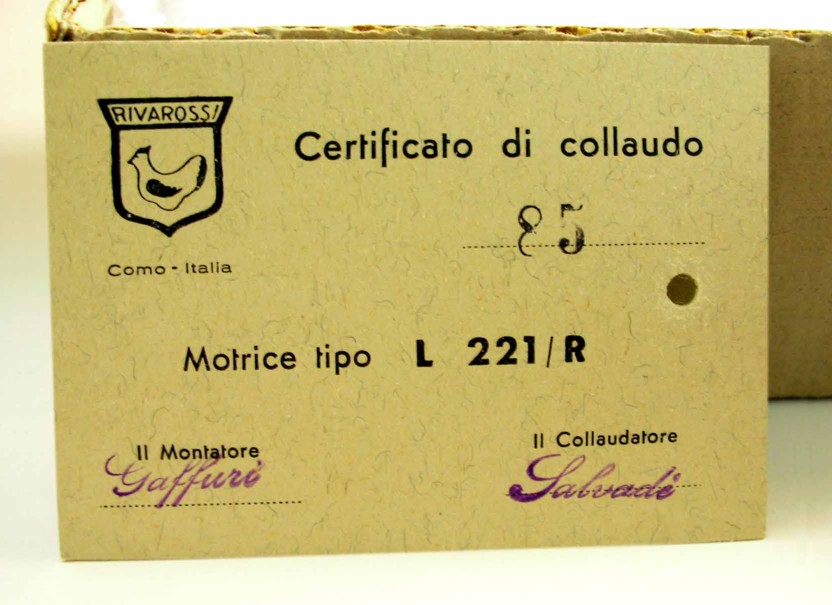 RIVAROSSI
Certificato di collaudo
85
Como - Italia
Motrice tipo L 221/R
Il Montatore
Gaffuri
Il Collaudatore
Salvadè